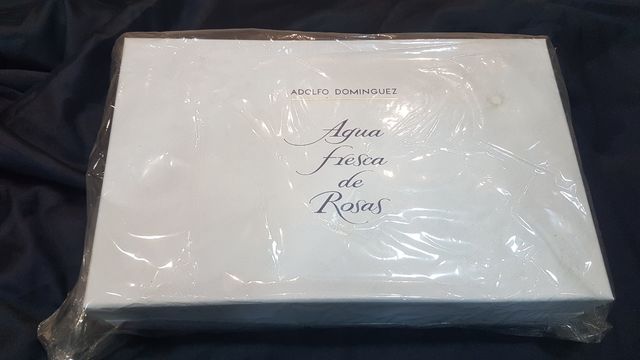 ADOLFO DOMINGUEZ
Agua
fresca
de
Rosas